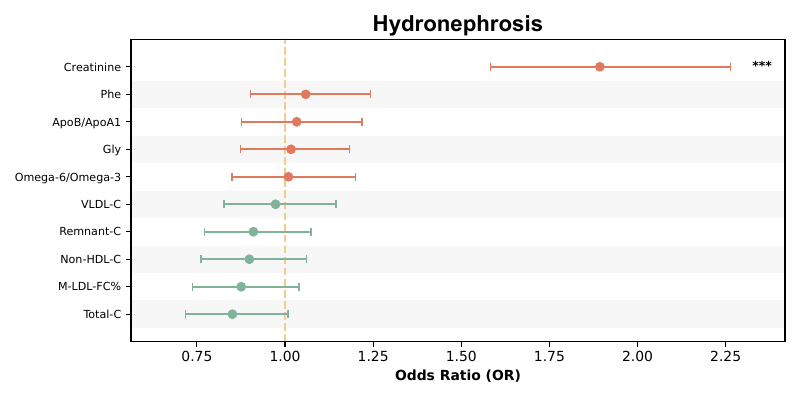 Hydronephrosis
Creatinine
***
Phe
ApoB/ApoA1
Gly
Omega-6/Omega-3
VLDL-C
Remnant-C
Non-HDL-C
M-LDL-FC%
Total-C
0.75 1.00 1.25 1.50 1.75 2.00 2.25
Odds Ratio (OR)